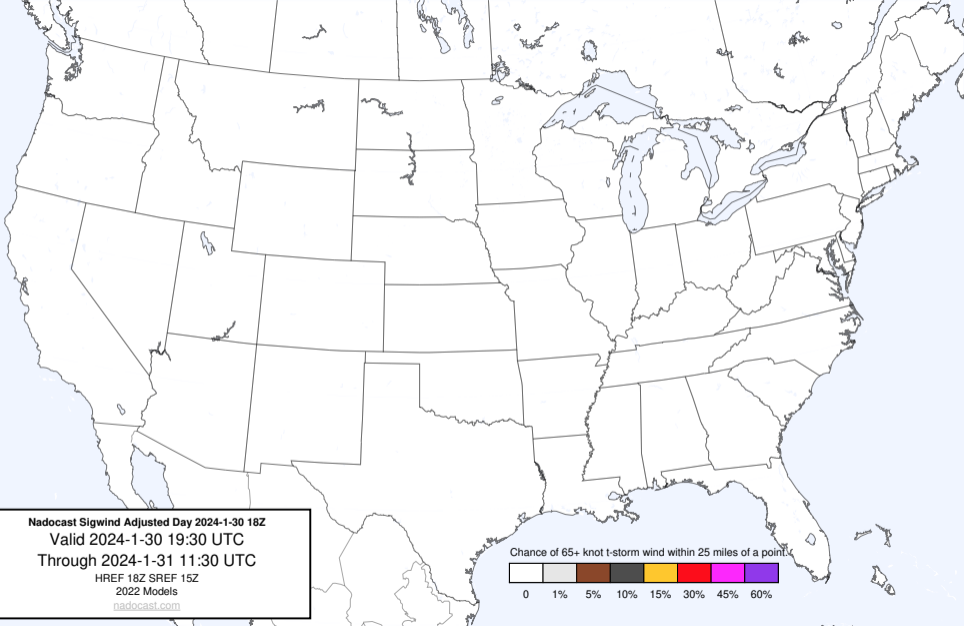 Nadocast Sigwind Adjusted Day 2024-1-30 18Z
Valid 2024-1-30 19:30 UTC
Through 2024-1-31 11:30 UTC
HREF 18Z SREF 15Z
2022 Models
nadocast.com
Chance of 65+ knot t-storm wind within 25 miles of a point.
0 1% 5% 10% 15% 30% 45% 60%